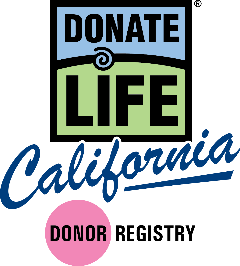 DONATE
LIFE
®
California
DONOR REGISTRY